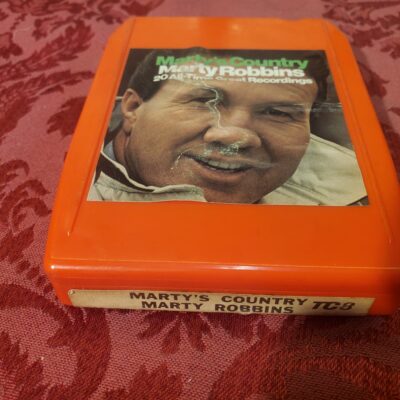 Marty's Country
Marty Robbins
20 All-Time Great Recordings
MARTY'S COUNTRY
MARTY ROBBINS TC8